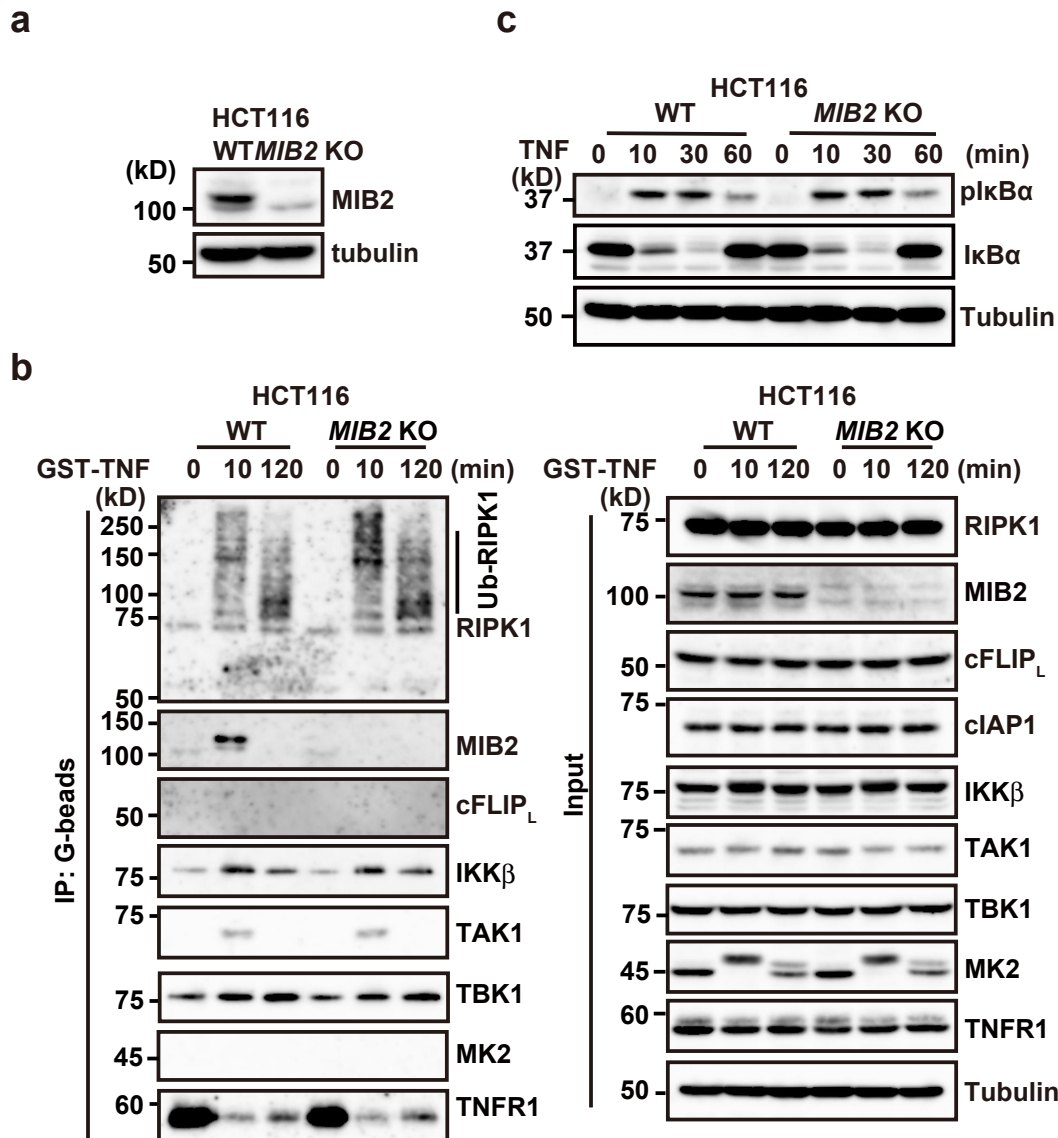 a
HCT116
WT MIB2 KO
(kD)
100
MIB2
50
tubulin
c
HCT116
WT MIB2 KO
TNF 0 10 30 60 0 10 30 60 (min)
(kD)
37
pIκBα
37
IκBα
50
Tubulin
b
HCT116
WT MIB2 KO
GST-TNF 0 10 120 0 10 120 (min)
(kD)
IP: G-beads
250
150
100
75
50
Ub-RIPK1
RIPK1
150
100
MIB2
50
cFLIPL
75
IKKβ
75
TAK1
75
TBK1
45
MK2
60
TNFR1
HCT116
WT MIB2 KO
GST-TNF 0 10 120 0 10 120 (min)
(kD)
Input
75
RIPK1
100
MIB2
50
cFLIPL
75
cIAP1
75
IKKβ
75
TAK1
75
TBK1
45
MK2
60
TNFR1
50
Tubulin